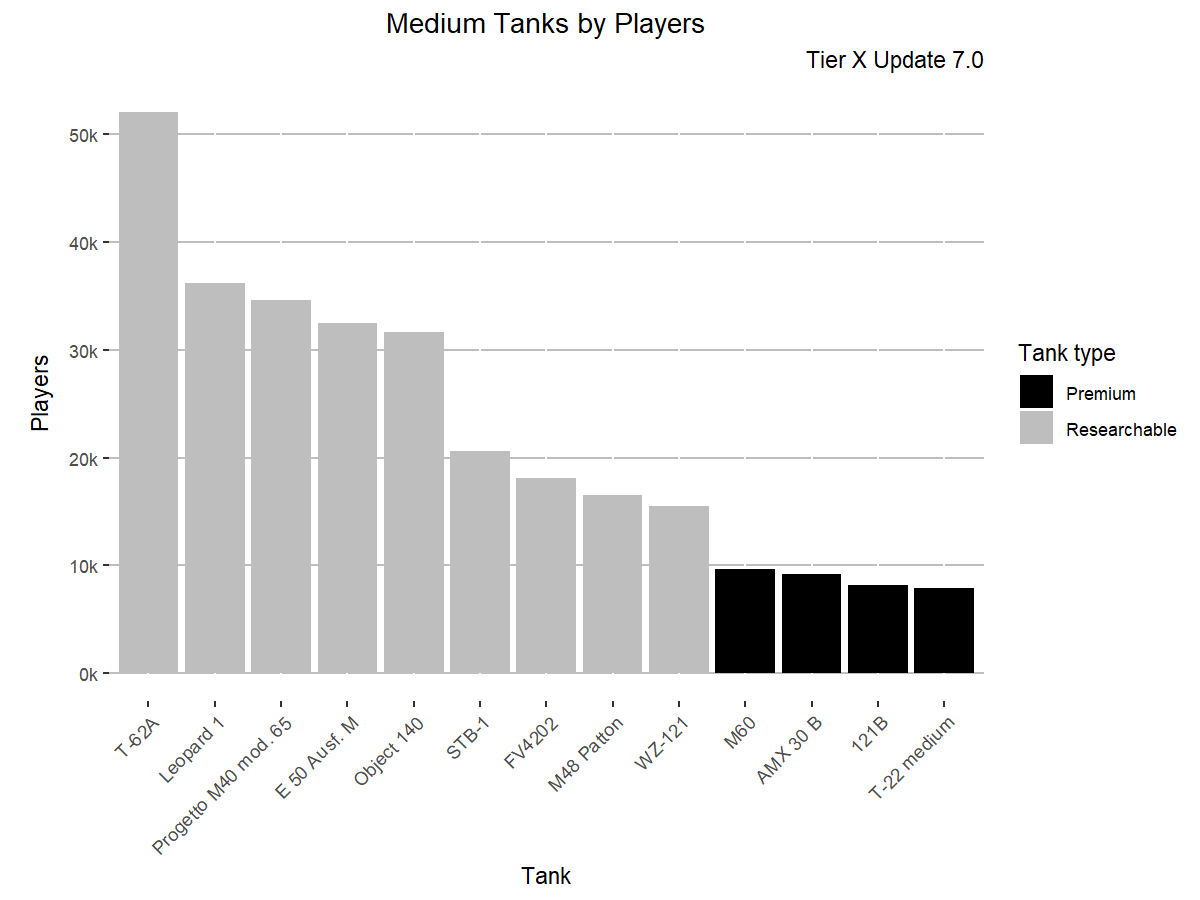 Medium Tanks by Players
Tier X Update 7.0
Players
50k
40k
30k
20k
10k
0k
T-62A
Leopard 1
Progetto M40 mod. 65
E 50 Ausf. M
Object 140
STB-1
FV4202
M48 Patton
WZ-121
M60
AMX 30 B
121B
T-22 medium
Tank
Tank type
Premium
Researchable